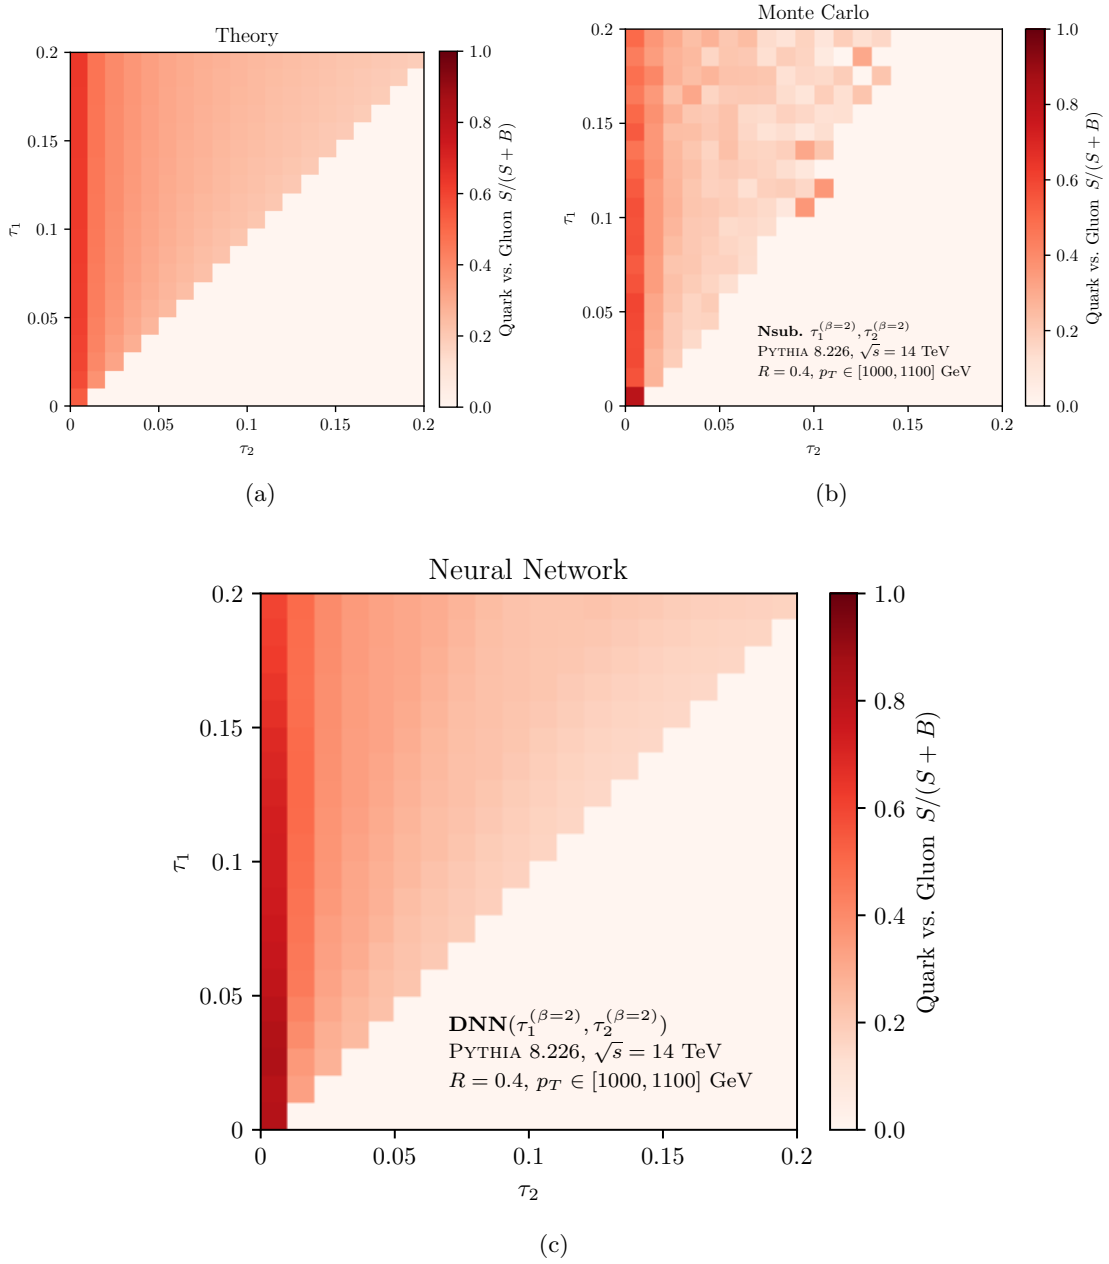 Theory
0.2
0.15
0.1
0.05
0
τ₁
0 0.05 0.1 0.15 0.2
τ₂
1.0
0.8
0.6
0.4
0.2
0.0
Quark vs. Gluon S/(S + B)
(a)
Monte Carlo
0.2
0.15
0.1
0.05
0
τ₁
Nsub. τ₁^(β=2), τ₂^(β=2)
PYTHIA 8.226, √s = 14 TeV
R = 0.4, p_T ∈ [1000, 1100] GeV
0 0.05 0.1 0.15 0.2
τ₂
1.0
0.8
0.6
0.4
0.2
0.0
Quark vs. Gluon S/(S + B)
(b)
Neural Network
0.2
0.15
0.1
0.05
0
τ₁
DNN(τ₁^(β=2), τ₂^(β=2))
PYTHIA 8.226, √s = 14 TeV
R = 0.4, p_T ∈ [1000, 1100] GeV
0 0.05 0.1 0.15 0.2
τ₂
1.0
0.8
0.6
0.4
0.2
0.0
Quark vs. Gluon S/(S + B)
(c)